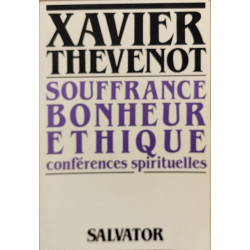 XAVIER
THEVENOT
SOUFFRANCE
BONHEUR
ETHIQUE
conférences spirituelles
SALVATOR